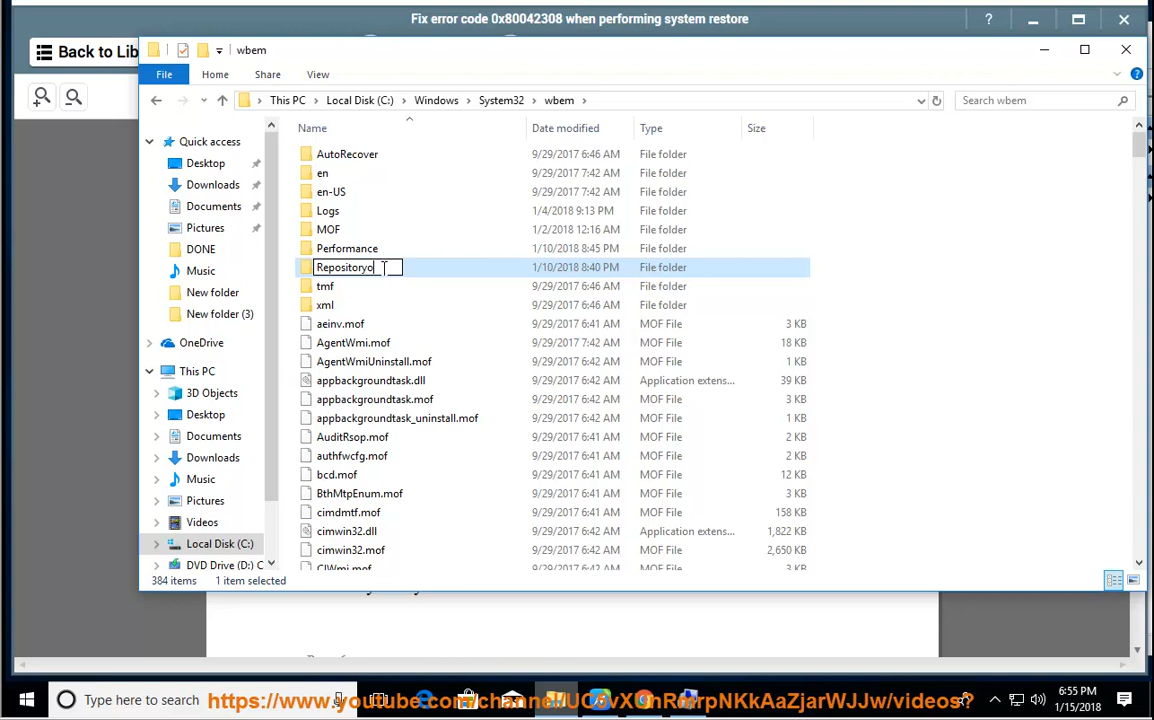 Fix error code 0x80042308 when performing system restore
Back to Lib
wbem
File Home Share View
This PC Local Disk (C:) Windows System32 wbem
Search wbem
Name Date modified Type Size
Quick access
Desktop
Downloads
Documents
Pictures
DONE
Music
New folder
New folder (3)
OneDrive
This PC
3D Objects
Desktop
Documents
Downloads
Music
Pictures
Videos
Local Disk (C:)
DVD Drive (D:) C
AutoRecover 9/29/2017 6:46 AM File folder
en 9/29/2017 7:42 AM File folder
en-US 9/29/2017 7:42 AM File folder
Logs 1/4/2018 9:13 PM File folder
MOF 1/2/2018 12:16 AM File folder
Performance 1/10/2018 8:45 PM File folder
Repositoryo 1/10/2018 8:40 PM File folder
tmf 9/29/2017 6:46 AM File folder
xml 9/29/2017 6:46 AM File folder
aeinv.mof 9/29/2017 6:41 AM MOF File 3 KB
AgentWmi.mof 9/29/2017 7:42 AM MOF File 18 KB
AgentWmiUninstall.mof 9/29/2017 6:42 AM MOF File 1 KB
appbackgroundtask.dll 9/29/2017 6:42 AM Application extens... 39 KB
appbackgroundtask.mof 9/29/2017 6:42 AM MOF File 3 KB
appbackgroundtask_uninstall.mof 9/29/2017 6:42 AM MOF File 1 KB
AuditRsop.mof 9/29/2017 6:41 AM MOF File 2 KB
authfwcfg.mof 9/29/2017 6:41 AM MOF File 2 KB
bcd.mof 9/29/2017 6:41 AM MOF File 12 KB
BthMtpEnum.mof 9/29/2017 6:41 AM MOF File 3 KB
cimdmtf.mof 9/29/2017 6:41 AM MOF File 158 KB
cimwin32.dll 9/29/2017 6:42 AM Application extens... 1,822 KB
cimwin32.mof 9/29/2017 6:42 AM MOF File 2,650 KB
CIWmi.mof 9/29/2017 6:41 AM MOF File 3 KB
384 items 1 item selected
Type here to search
6:55 PM
1/15/2018